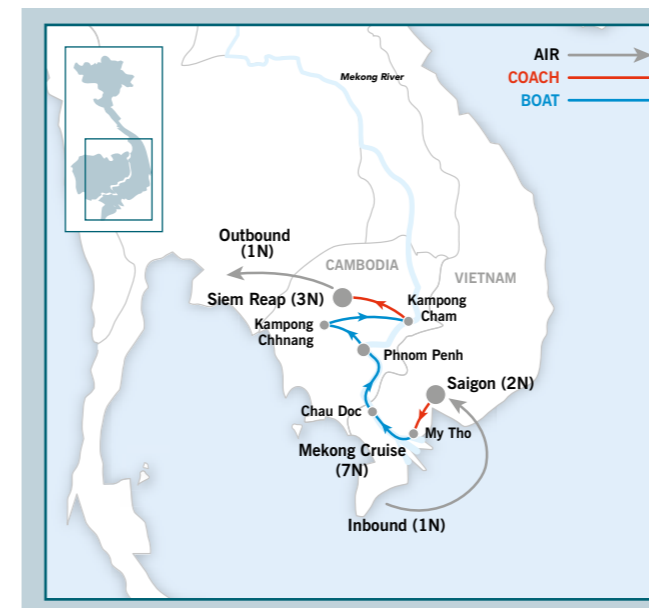 AIR
COACH
BOAT
Mekong River
Outbound
(1N)
CAMBODIA
VIETNAM
Siem Reap (3N)
Kampong
Cham
Kampong
Chhnang
Phnom Penh
Saigon (2N)
Chau Doc
My Tho
Mekong Cruise
(7N)
Inbound (1N)